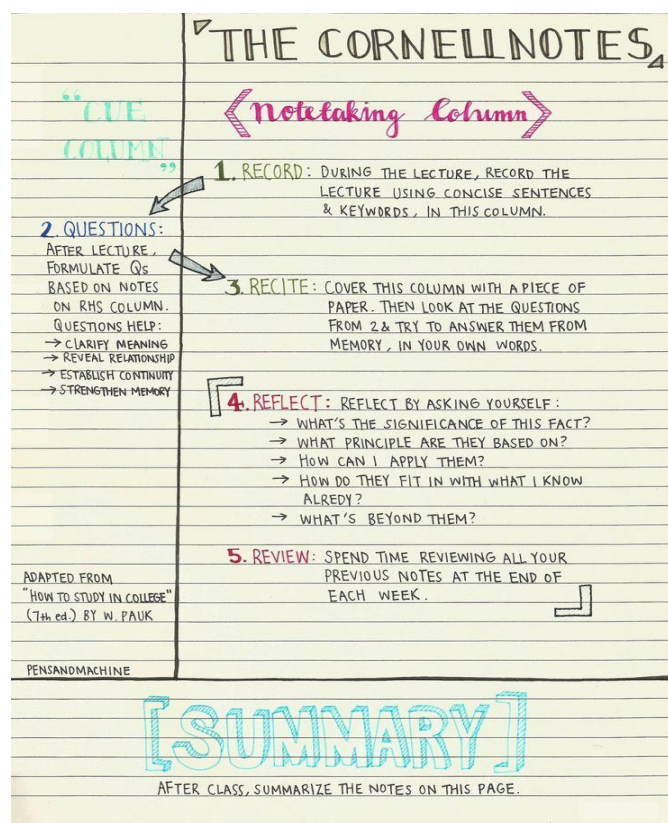 THE CORNELL NOTES
"CUE
COLUMN"
Notetaking Column
1. RECORD: DURING THE LECTURE, RECORD THE
LECTURE USING CONCISE SENTENCES
& KEYWORDS, IN THIS COLUMN.
2. QUESTIONS:
AFTER LECTURE,
FORMULATE Qs
BASED ON NOTES
ON RHS COLUMN.
QUESTIONS HELP:
→ CLARIFY MEANING
→ REVEAL RELATIONSHIP
→ ESTABLISH CONTINUITY
→ STRENGTHEN MEMORY
3. RECITE: COVER THIS COLUMN WITH A PIECE OF
PAPER. THEN LOOK AT THE QUESTIONS
FROM 2 & TRY TO ANSWER THEM FROM
MEMORY, IN YOUR OWN WORDS.
4. REFLECT: REFLECT BY ASKING YOURSELF:
→ WHAT'S THE SIGNIFICANCE OF THIS FACT?
→ WHAT PRINCIPLE ARE THEY BASED ON?
→ HOW CAN I APPLY THEM?
→ HOW DO THEY FIT IN WITH WHAT I KNOW
ALREDY?
→ WHAT'S BEYOND THEM?
5. REVIEW: SPEND TIME REVIEWING ALL YOUR
PREVIOUS NOTES AT THE END OF
EACH WEEK.
ADAPTED FROM
"HOW TO STUDY IN COLLEGE"
(7th ed.) BY W. PAUK
PENSANDMACHINE
[SUMMARY]
AFTER CLASS, SUMMARIZE THE NOTES ON THIS PAGE.